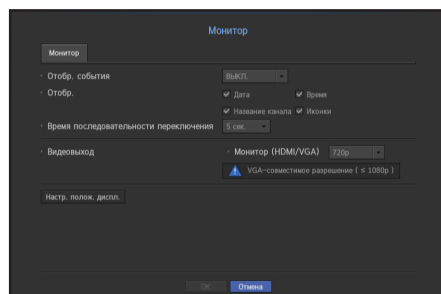 Монитор
Монитор
Отобр. события ВЫКЛ.
Отобр. Дата Время
Название канала Иконки
Время последовательности переключения 5 сек.
Видеовыход Монитор (HDMI/VGA) 720p
VGA-совместимое разрешение ( ≤ 1080p )
Настр. полож. диспл.
ОК Отмена